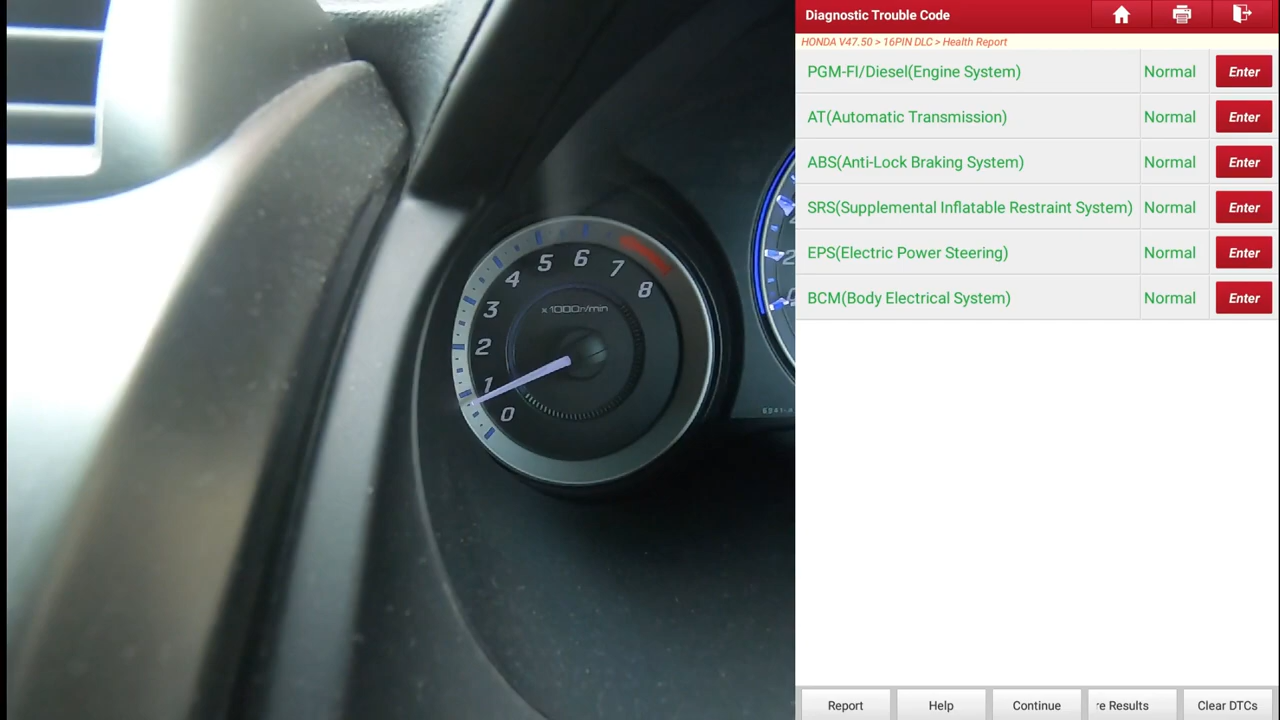 Diagnostic Trouble Code
HONDA V47.50 > 16PIN DLC > Health Report
PGM-FI/Diesel(Engine System) Normal Enter
AT(Automatic Transmission) Normal Enter
ABS(Anti-Lock Braking System) Normal Enter
SRS(Supplemental Inflatable Restraint System) Normal Enter
EPS(Electric Power Steering) Normal Enter
BCM(Body Electrical System) Normal Enter
Report Help Continue re Results Clear DTCs
0
1
2
3
4
5
6
7
8
x1000r/min